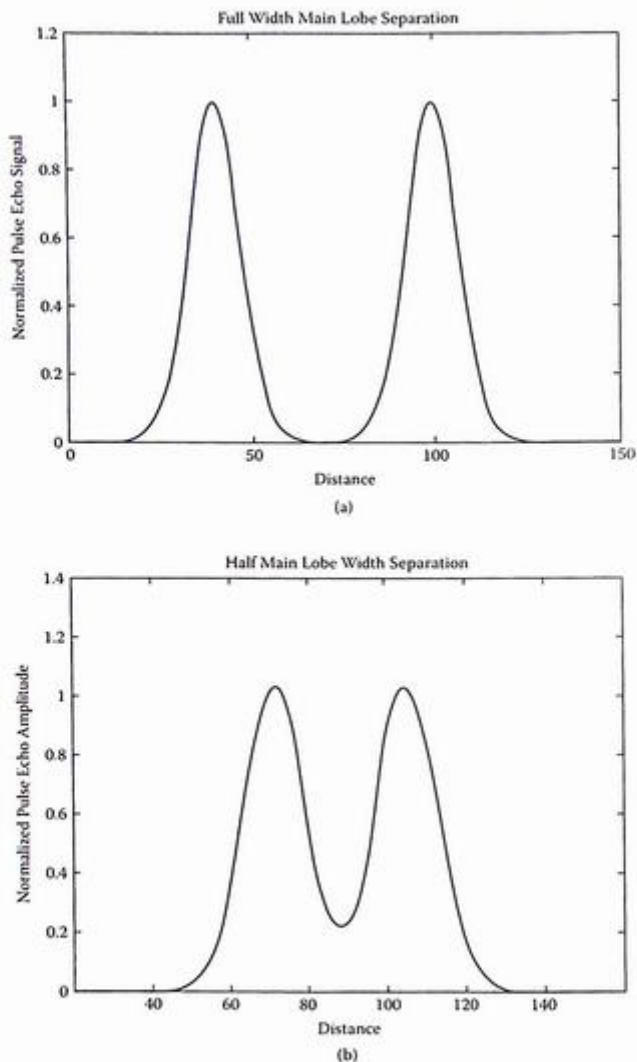 Full Width Main Lobe Separation
1.2
1
0.8
0.6
0.4
0.2
0
Normalized Pulse Echo Signal
0 50 100 150
Distance
(a)
Half Main Lobe Width Separation
1.4
1.2
1
0.8
0.6
0.4
0.2
0
Normalized Pulse Echo Amplitude
40 60 80 100 120 140
Distance
(b)